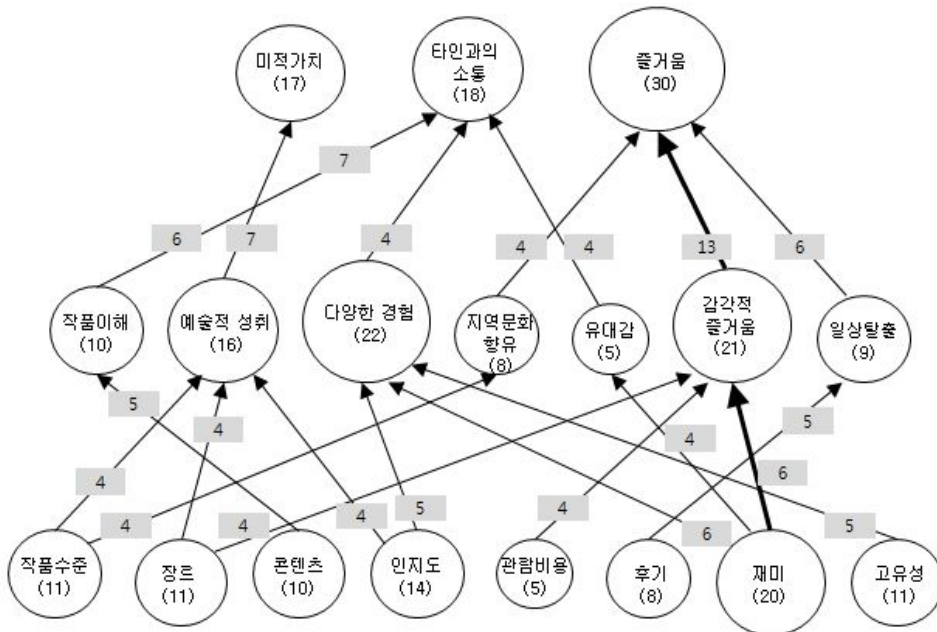 미적가치
(17)
타인과의
소통
(18)
즐거움
(30)
7
6
7
4
4
4
13
6
작품이해
(10)
예술적 성취
(16)
다양한 경험
(22)
지역문화
향유
(8)
유대감
(5)
감각적
즐거움
(21)
일상탈출
(9)
5
4
4
5
4
6
4
4
4
5
4
6
5
작품수준
(11)
장르
(11)
콘텐츠
(10)
인지도
(14)
관람비용
(5)
후기
(8)
재미
(20)
고유성
(11)